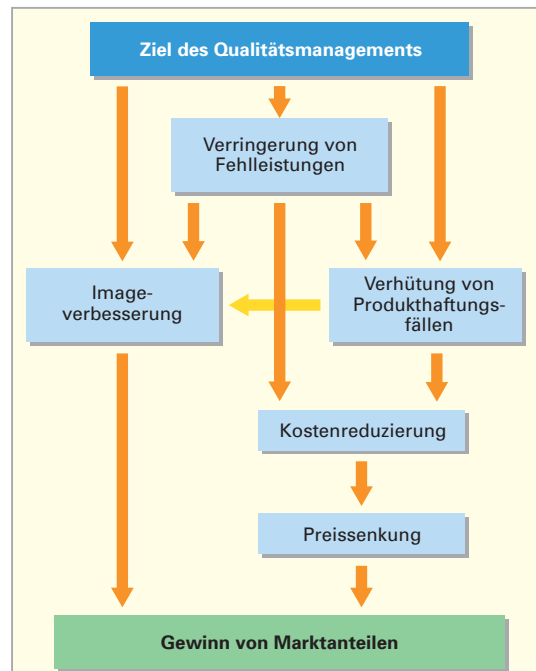 Ziel des Qualitätsmanagements
Verringerung von
Fehlleistungen
Image-
verbesserung
Verhütung von
Produkthaftungs-
fällen
Kostenreduzierung
Preissenkung
Gewinn von Marktanteilen